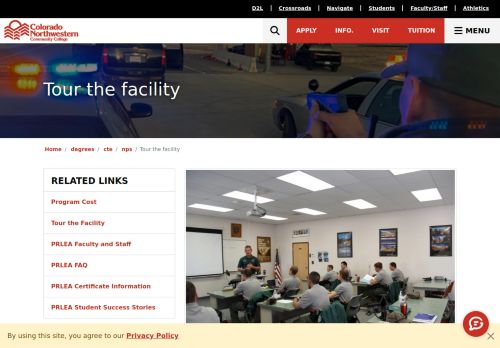 D2L | Crossroads | Navigate | Students | Faculty/Staff | Athletics
Colorado
Northwestern
Community College
APPLY INFO. VISIT TUITION MENU
Tour the facility
Home / degrees / cte / nps / Tour the facility
RELATED LINKS
Program Cost
Tour the Facility
PRLEA Faculty and Staff
PRLEA FAQ
PRLEA Certificate Information
PRLEA Student Success Stories
By using this site, you agree to our Privacy Policy